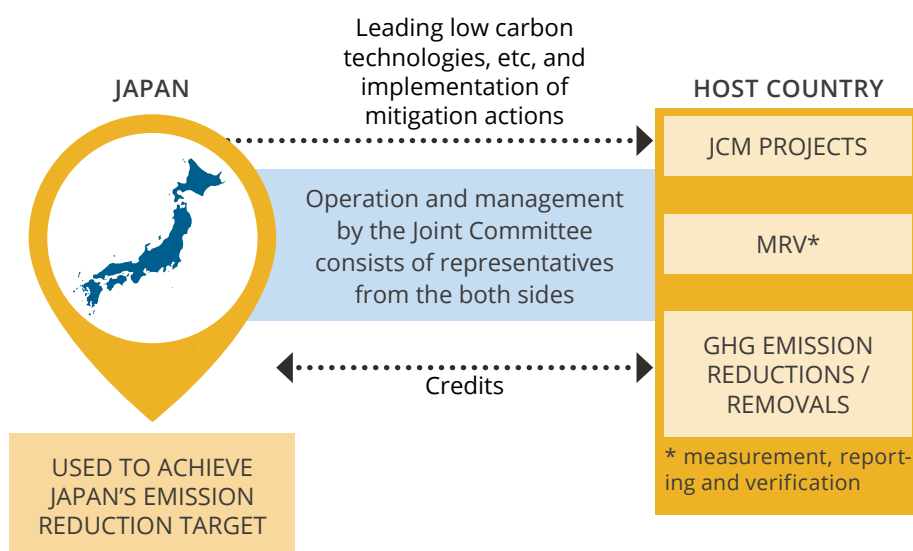 Leading low carbon
technologies, etc, and
implementation of
mitigation actions
JAPAN
HOST COUNTRY
JCM PROJECTS
Operation and management
by the Joint Committee
consists of representatives
from the both sides
MRV*
GHG EMISSION
REDUCTIONS /
REMOVALS
Credits
* measurement, report-
ing and verification
USED TO ACHIEVE
JAPAN'S EMISSION
REDUCTION TARGET